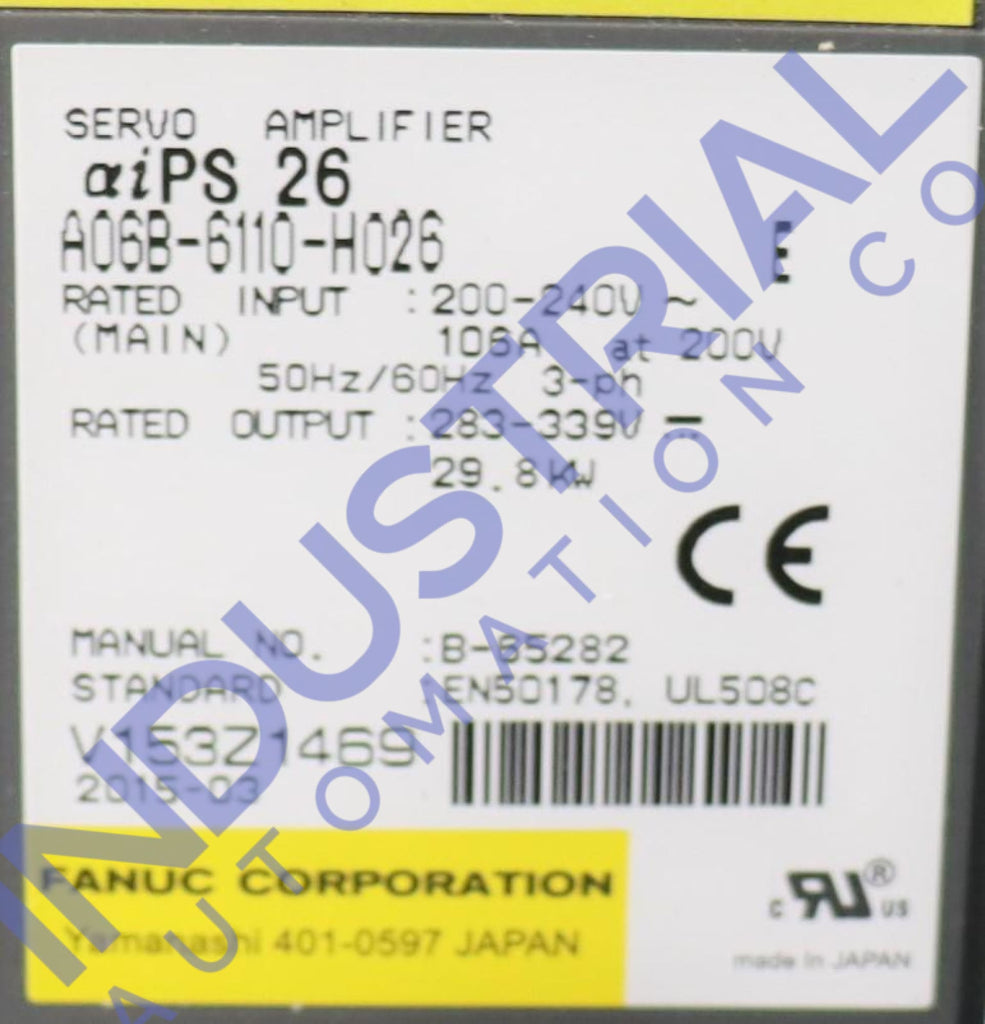 SERVO AMPLIFIER
αiPS 26
A06B-6110-H026
E
RATED INPUT : 200-240V ~
(MAIN) 106A at 200V
50Hz/60Hz 3-ph
RATED OUTPUT : 283-339V ⎓
29.8kW
CE
MANUAL NO. : B-65282
STANDARD : EN50178, UL508C
V153Z1469
2015-03
FANUC CORPORATION
Yamanashi 401-0597 JAPAN
c RU ® US
made in JAPAN
INDUSTRIAL
AUTOMATION CO